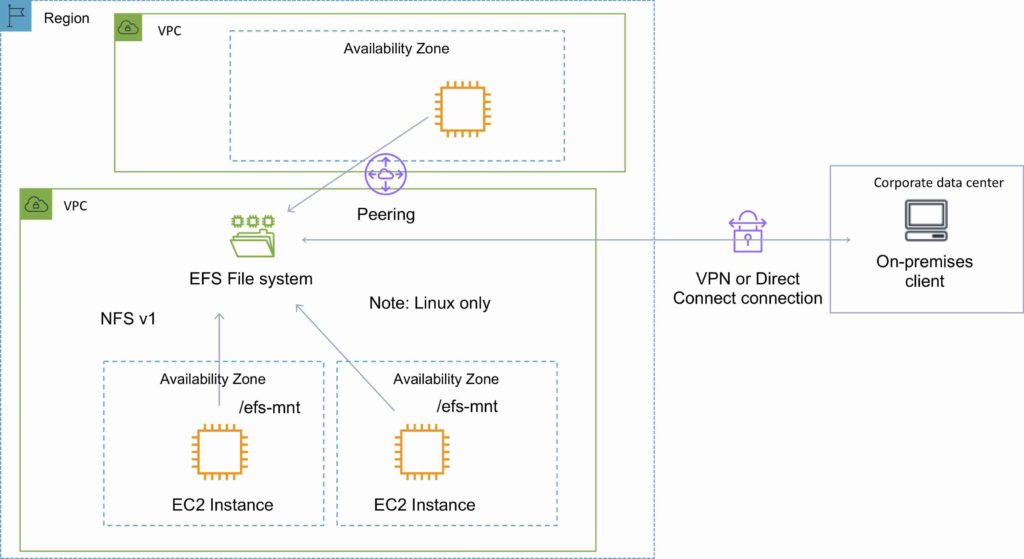 Region
VPC
Availability Zone
VPC
Peering
Corporate data center
On-premises
client
EFS File system
VPN or Direct
Connect connection
Note: Linux only
NFS v1
Availability Zone
/efs-mnt
EC2 Instance
Availability Zone
/efs-mnt
EC2 Instance